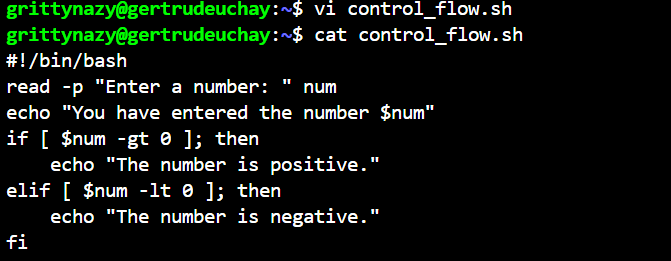 grittynazy@gertrudeuchay:~$ vi control_flow.sh
grittynazy@gertrudeuchay:~$ cat control_flow.sh
#!/bin/bash
read -p "Enter a number: " num
echo "You have entered the number $num"
if [ $num -gt 0 ]; then
    echo "The number is positive."
elif [ $num -lt 0 ]; then
    echo "The number is negative."
fi